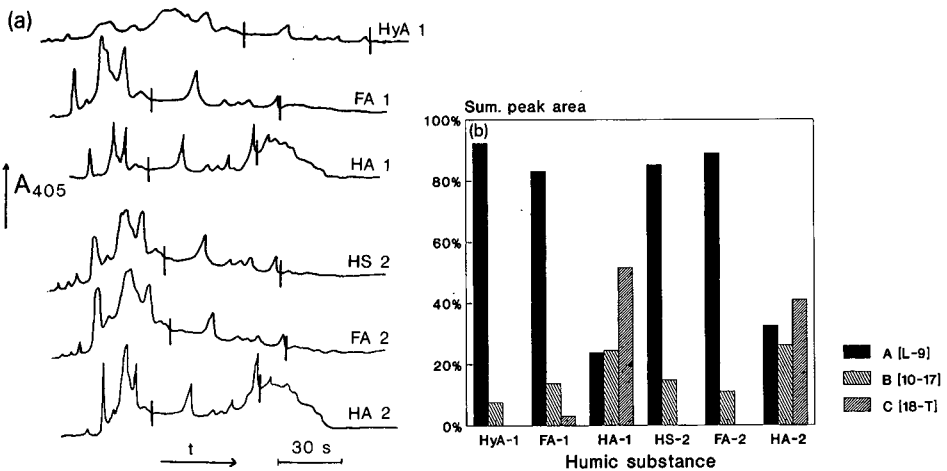 (a)
HyA 1
FA 1
HA 1
A405
HS 2
FA 2
HA 2
t
30 s
Sum. peak area
(b)
100%
80%
60%
40%
20%
0%
HyA-1 FA-1 HA-1 HS-2 FA-2 HA-2
Humic substance
A [L-9]
B [10-17]
C [18-T]